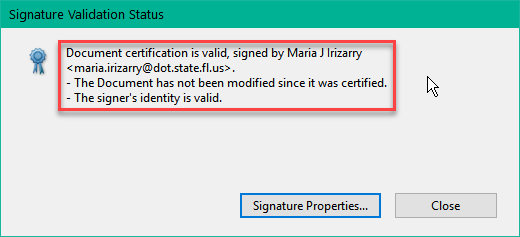 Signature Validation Status
Document certification is valid, signed by Maria J Irizarry
<maria.irizarry@dot.state.fl.us>.
- The Document has not been modified since it was certified.
- The signer's identity is valid.
Signature Properties...
Close